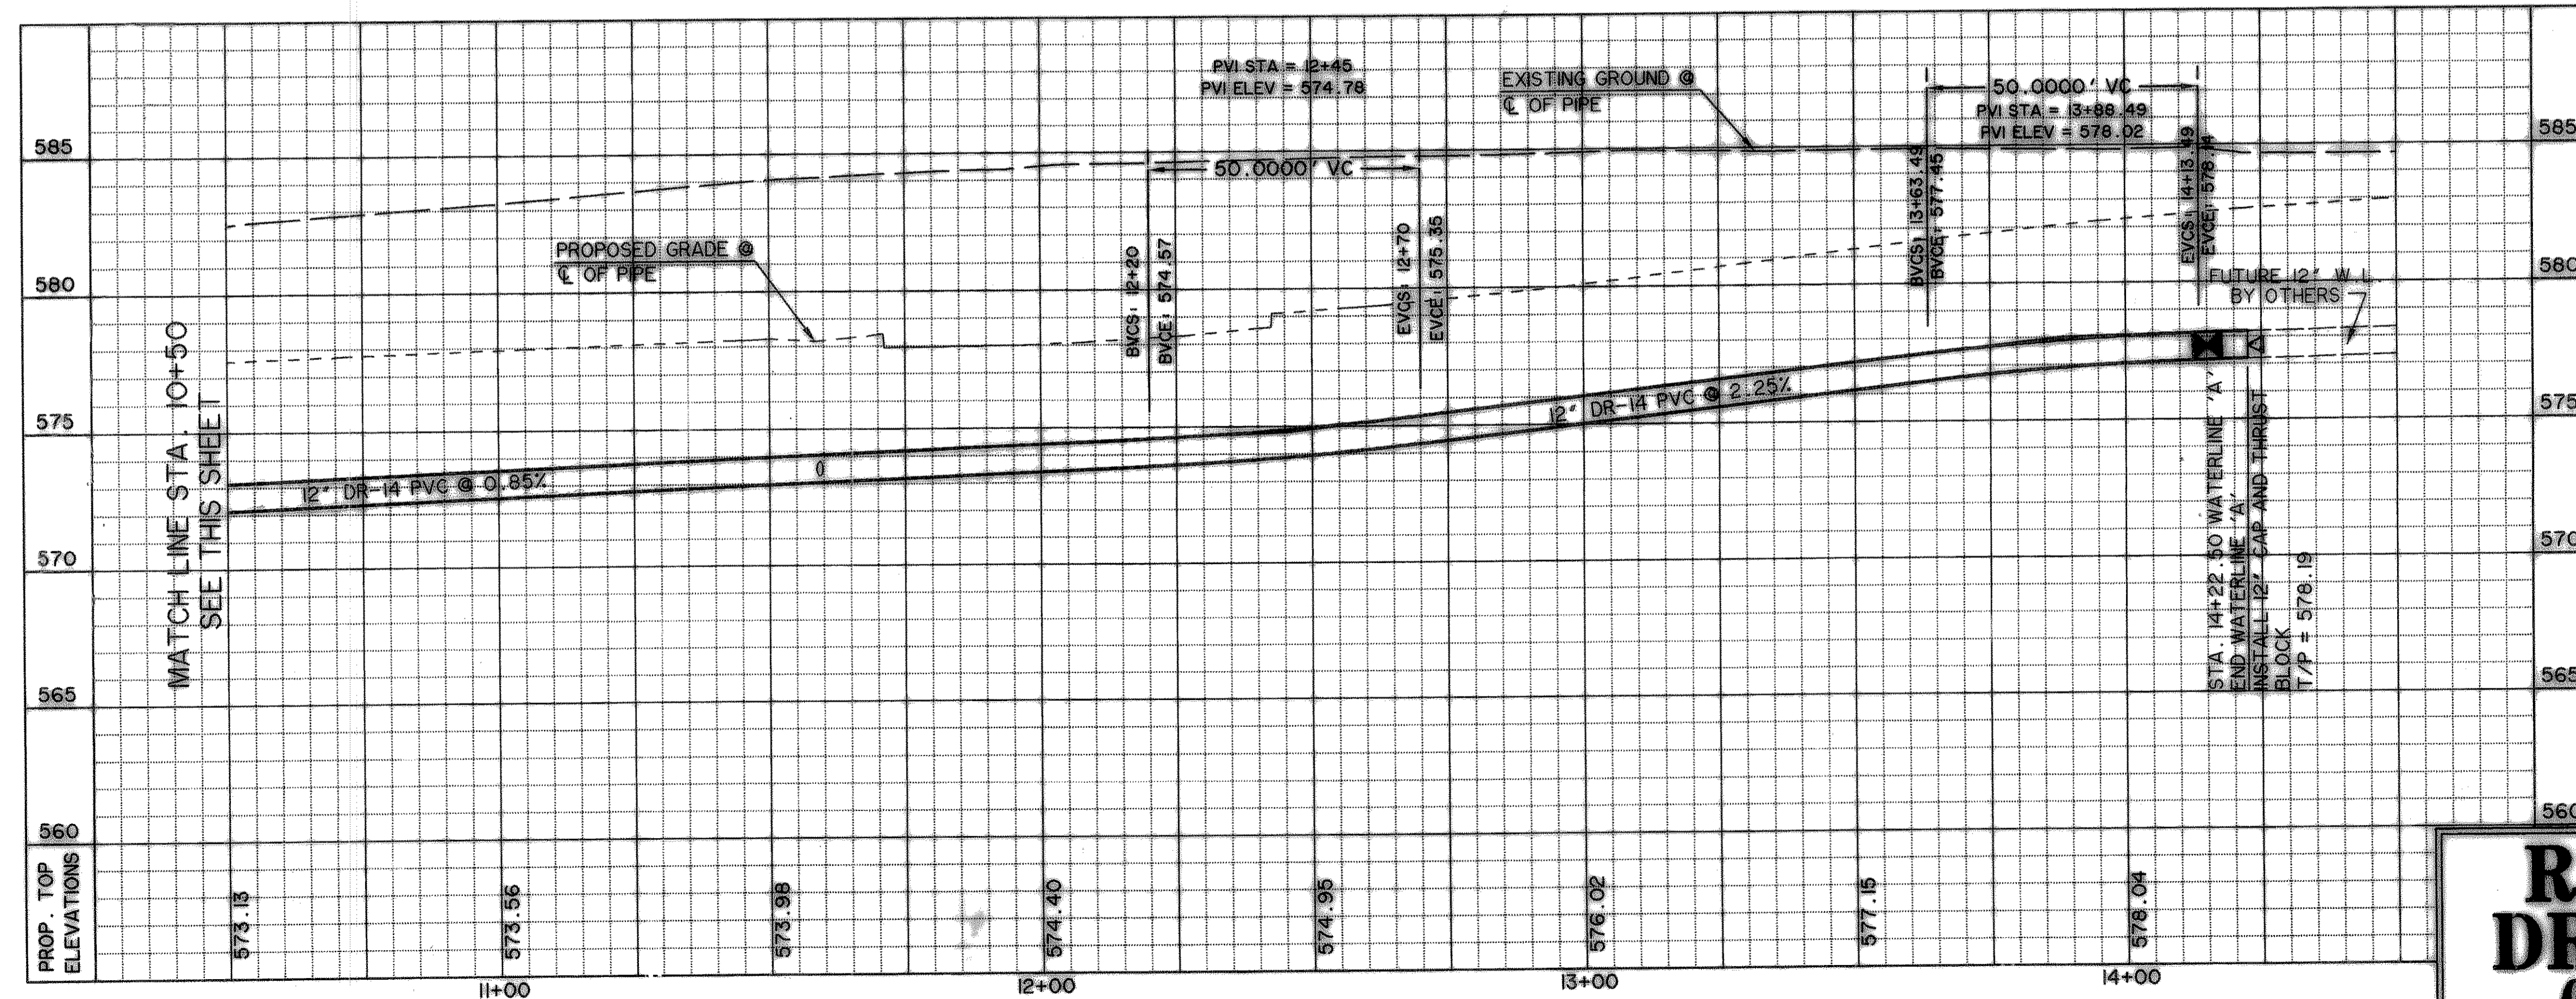 PVI STA = 12+45
PVI ELEV = 574.78
EXISTING GROUND @
℄ OF PIPE
50.0000' VC
PVI STA = 13+88.49
PVI ELEV = 578.02
585
585
50.0000' VC
BVCS: 13+63.49
BVCE: 577.45
EVCS: 14+13.49
EVCE: 578.14
PROPOSED GRADE @
℄ OF PIPE
BVCS: 12+20
BVCE: 574.57
EVCS: 12+70
EVCE: 575.35
580
580
FUTURE 12" W.L.
BY OTHERS
MATCH LINE STA. 10+50
SEE THIS SHEET
575
575
12" DR-14 PVC @ 0.85%
12" DR-14 PVC @ 2.25%
STA. 14+22.50 WATERLINE 'A'
END WATERLINE 'A'
INSTALL 12" CAP AND THRUST
BLOCK
T/P = 578.19
570
570
565
565
560
560
PROP. TOP
ELEVATIONS
573.13
573.56
573.98
574.40
574.95
576.02
577.15
578.04
11+00
12+00
13+00
14+00